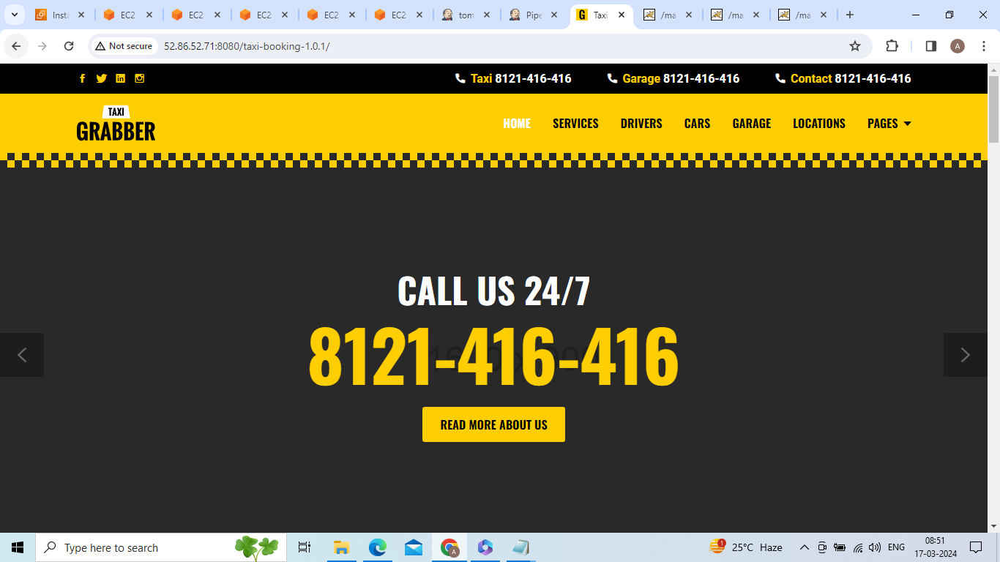 Insta
EC2
EC2
EC2
EC2
EC2
tom
Pipe
Taxi
/ma
/ma
/ma
Not secure
52.86.52.71:8080/taxi-booking-1.0.1/
A
Taxi 8121-416-416
Garage 8121-416-416
Contact 8121-416-416
TAXI
GRABBER
HOME
SERVICES
DRIVERS
CARS
GARAGE
LOCATIONS
PAGES
CALL US 24/7
8121-416-416
READ MORE ABOUT US
Type here to search
1
25°C Haze
ENG
08:51
17-03-2024